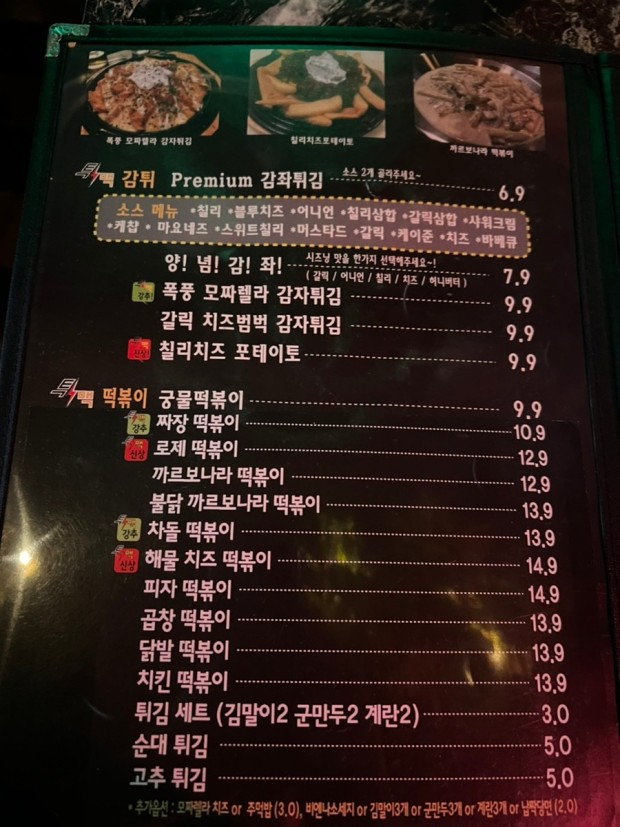 폭풍 모짜렐라 감자튀김 칠리치즈포테이토 까르보나라 떡볶이
특떡 감튀 Premium 감좌튀김 소스 2개 골라주세요~ 6.9
소스 메뉴 •칠리 •블루치즈 •어니언 •칠리삼합 •갈릭삼합 •사워크림
•케찹 • 마요네즈 •스위트칠리 •머스타드 •갈릭 •케이준 •치즈 •바베큐
양! 념! 감! 좌! 시즈닝 맛을 한가지 선택해주세요~! 7.9
( 갈릭 / 어니언 / 칠리 / 치즈 / 허니버터 )
강추! 폭풍 모짜렐라 감자튀김 9.9
갈릭 치즈범벅 감자튀김 9.9
신상 칠리치즈 포테이토 9.9
특떡 떡볶이 궁물떡볶이 9.9
강추 짜장 떡볶이 10.9
신상 로제 떡볶이 12.9
까르보나라 떡볶이 12.9
불닭 까르보나라 떡볶이 13.9
강추 차돌 떡볶이 13.9
신상 해물 치즈 떡볶이 14.9
피자 떡볶이 14.9
곱창 떡볶이 13.9
닭발 떡볶이 13.9
치킨 떡볶이 13.9
튀김 세트 (김말이2 군만두2 계란2) 3.0
순대 튀김 5.0
고추 튀김 5.0
• 추가옵션 : 모짜렐라 치즈 or 주먹밥 (3.0), 비엔나소세지 or 김말이3개 or 군만두3개 or 계란3개 or 납짝당면 (2.0)